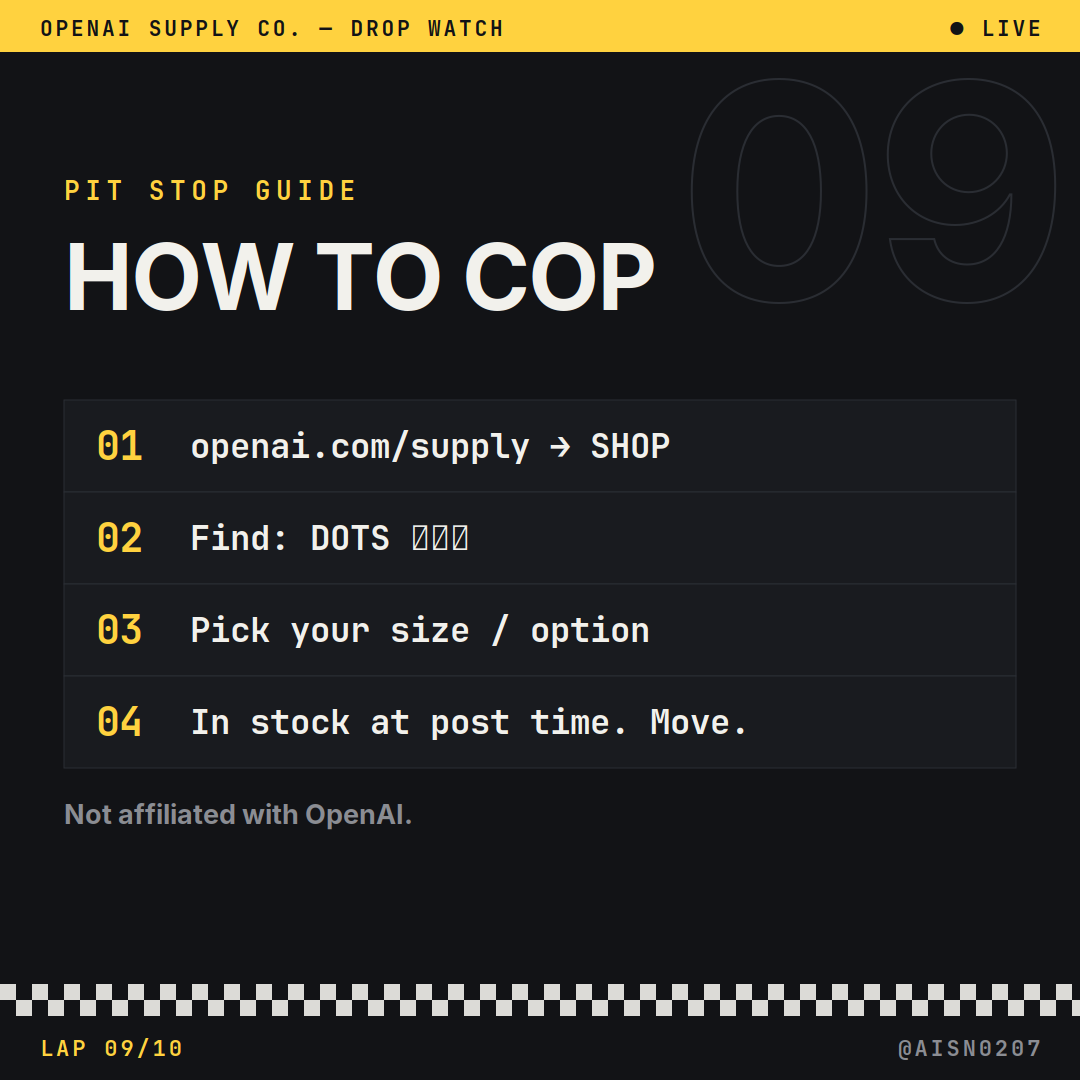 OPENAI SUPPLY CO. — DROP WATCH
● LIVE
09
PIT STOP GUIDE
HOW TO COP
01 openai.com/supply → SHOP
02 Find: DOTS
03 Pick your size / option
04 In stock at post time. Move.
Not affiliated with OpenAI.
LAP 09/10
@AISN0207